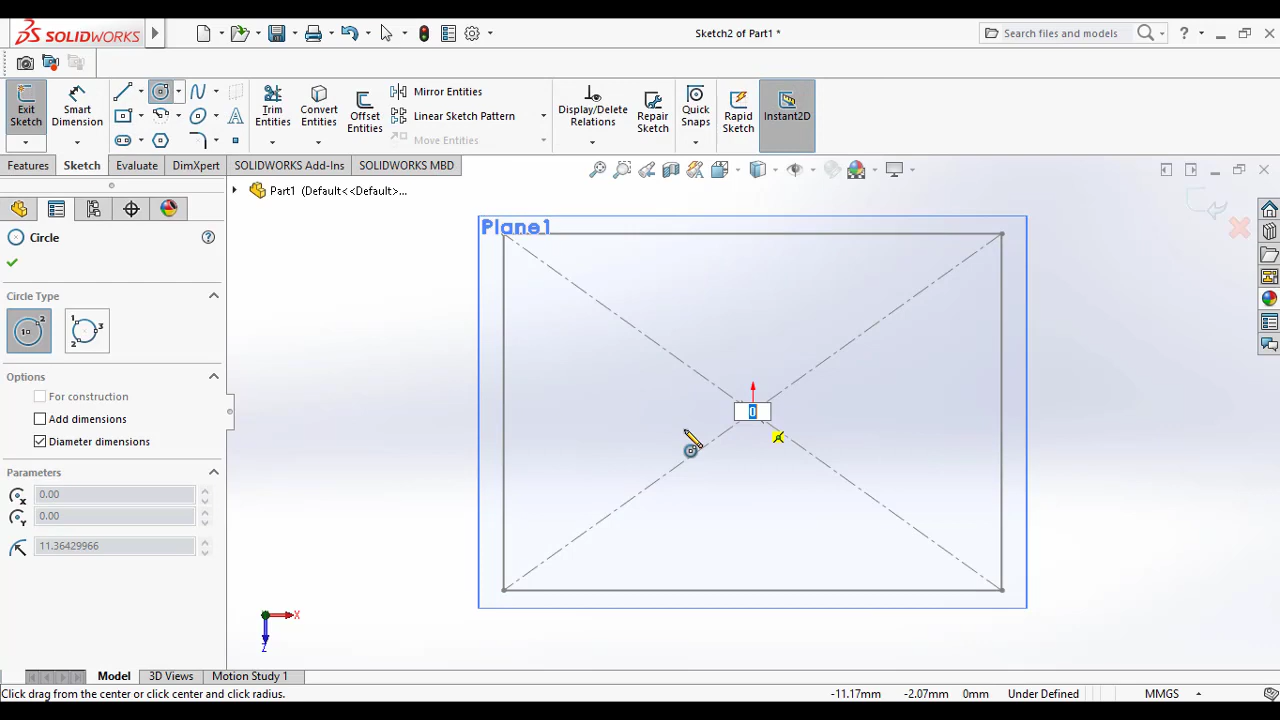 SOLIDWORKS
Sketch2 of Part1 *
Search files and models
Exit Sketch
Smart Dimension
Trim Entities
Convert Entities
Offset Entities
Mirror Entities
Linear Sketch Pattern
Move Entities
Display/Delete Relations
Repair Sketch
Quick Snaps
Rapid Sketch
Instant2D
Features
Sketch
Evaluate
DimXpert
SOLIDWORKS Add-Ins
SOLIDWORKS MBD
Part1 (Default<<Default>...
Circle
Circle Type
Options
For construction
Add dimensions
Diameter dimensions
Parameters
0.00
0.00
11.36429966
Plane1
0
X
Z
Model
3D Views
Motion Study 1
Click drag from the center or click center and click radius.
-11.17mm
-2.07mm
0mm
Under Defined
MMGS